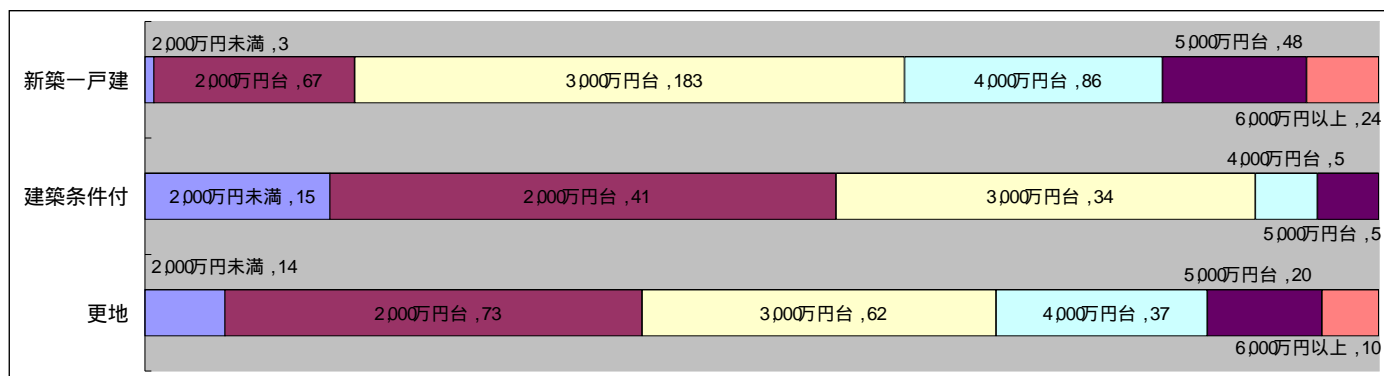 2,000万円未満 ,3
5,000万円台 ,48
新築一戸建
2,000万円台 ,67
3,000万円台 ,183
4,000万円台 ,86
6,000万円以上 ,24
4,000万円台 ,5
建築条件付
2,000万円未満 ,15
2,000万円台 ,41
3,000万円台 ,34
5,000万円台 ,5
2,000万円未満 ,14
5,000万円台 ,20
更地
2,000万円台 ,73
3,000万円台 ,62
4,000万円台 ,37
6,000万円以上 ,10